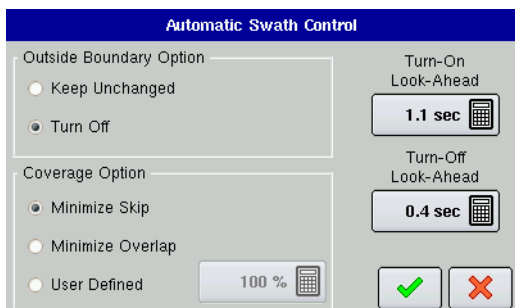 Automatic Swath Control
Outside Boundary Option
Keep Unchanged
Turn Off
Coverage Option
Minimize Skip
Minimize Overlap
User Defined
100 %
Turn-On
Look-Ahead
1.1 sec
Turn-Off
Look-Ahead
0.4 sec